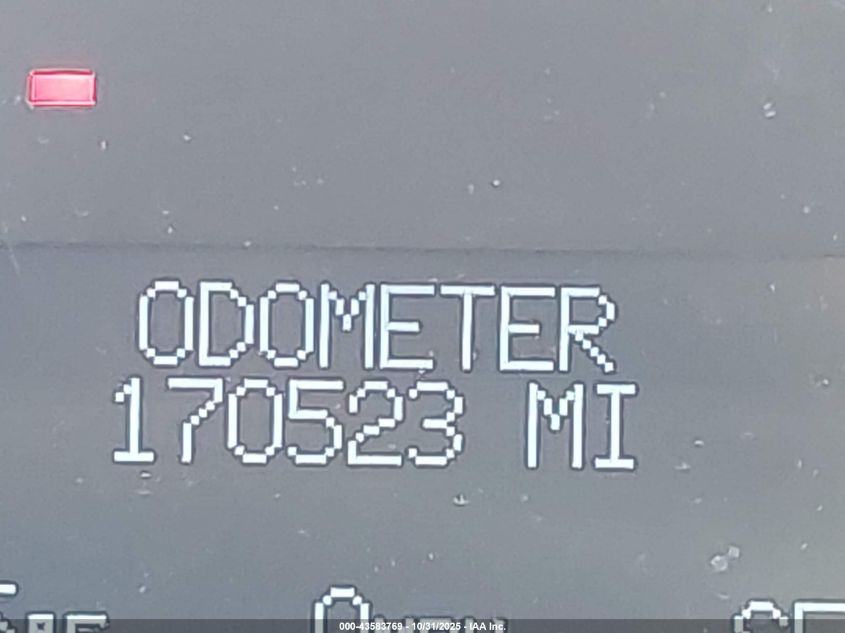 ODOMETER
170523 MI
000-43583769 - 10/31/2025 - IAA Inc.